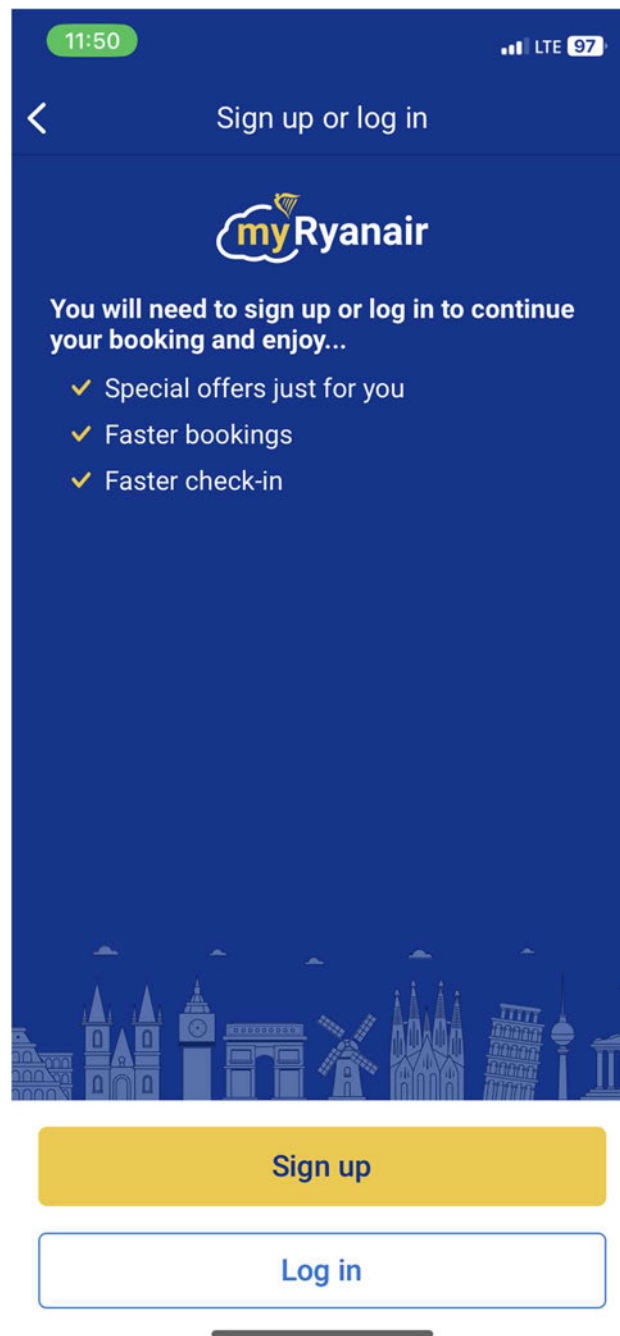 11:50 LTE 97
Sign up or log in
myRyanair
You will need to sign up or log in to continue
your booking and enjoy...
Special offers just for you
Faster bookings
Faster check-in
Sign up
Log in